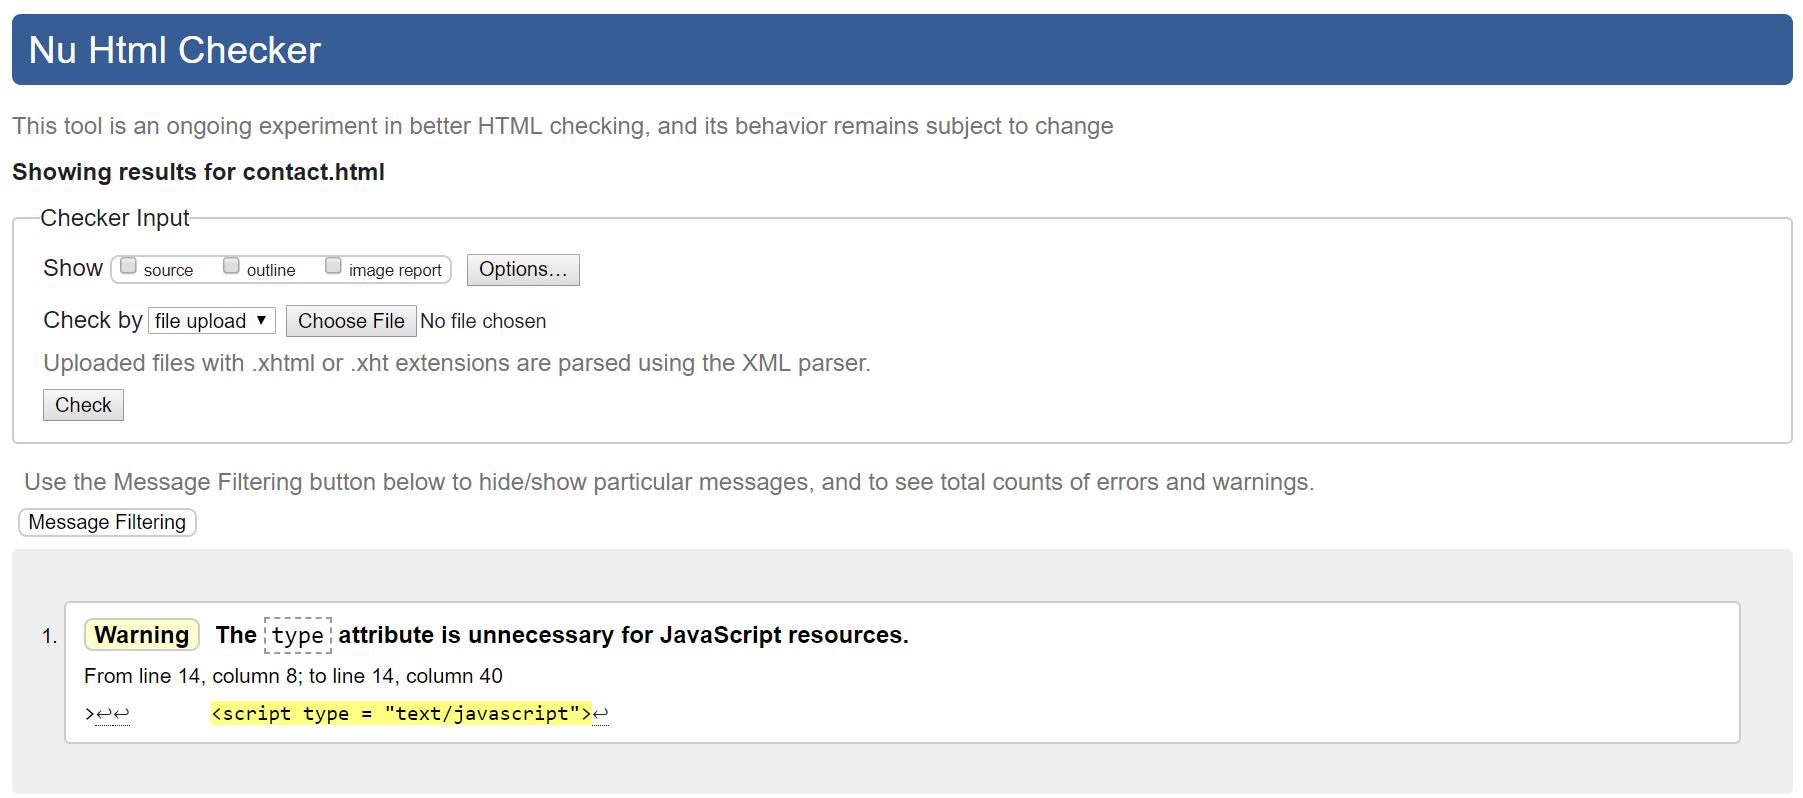 Nu Html Checker
This tool is an ongoing experiment in better HTML checking, and its behavior remains subject to change
Showing results for contact.html
Checker Input
Show source outline image report Options...
Check by file upload ▼ Choose File No file chosen
Uploaded files with .xhtml or .xht extensions are parsed using the XML parser.
Check
Use the Message Filtering button below to hide/show particular messages, and to see total counts of errors and warnings.
Message Filtering
1. Warning The type attribute is unnecessary for JavaScript resources.
From line 14, column 8; to line 14, column 40
>↩↩ <script type = "text/javascript">↩